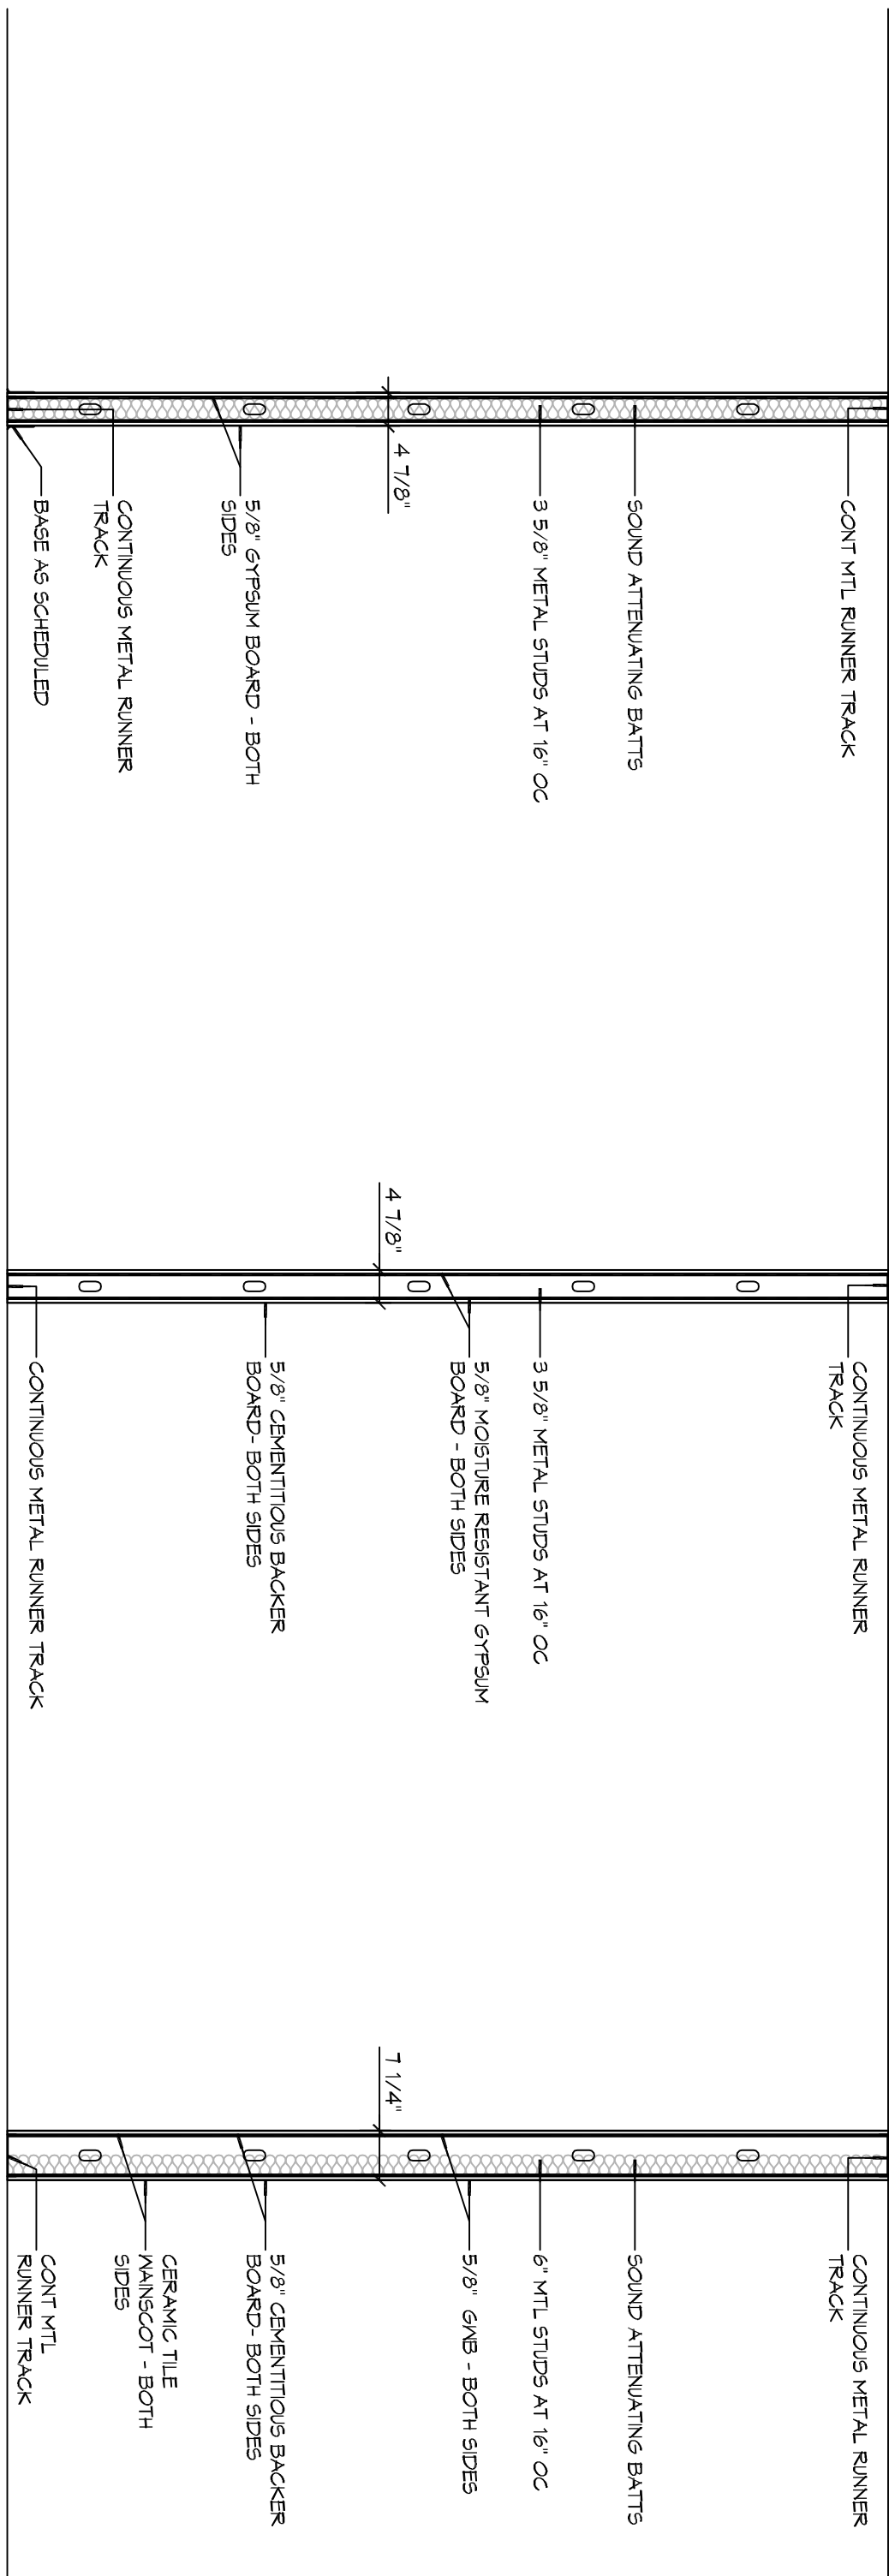 CONT MTL RUNNER TRACK
SOUND ATTENUATING BATTS
3 5/8" METAL STUDS AT 16" OC
4 7/8"
5/8" GYPSUM BOARD - BOTH
SIDES
CONTINUOUS METAL RUNNER
TRACK
BASE AS SCHEDULED
CONTINUOUS METAL RUNNER
TRACK
3 5/8" METAL STUDS AT 16" OC
5/8" MOISTURE RESISTANT GYPSUM
BOARD - BOTH SIDES
4 7/8"
5/8" CEMENTITIOUS BACKER
BOARD- BOTH SIDES
CONTINUOUS METAL RUNNER TRACK
CONTINUOUS METAL RUNNER
TRACK
SOUND ATTENUATING BATTS
6" MTL STUDS AT 16" OC
5/8" GWB - BOTH SIDES
7 1/4"
5/8" CEMENTITIOUS BACKER
BOARD- BOTH SIDES
CERAMIC TILE
WAINSCOT - BOTH
SIDES
CONT MTL
RUNNER TRACK